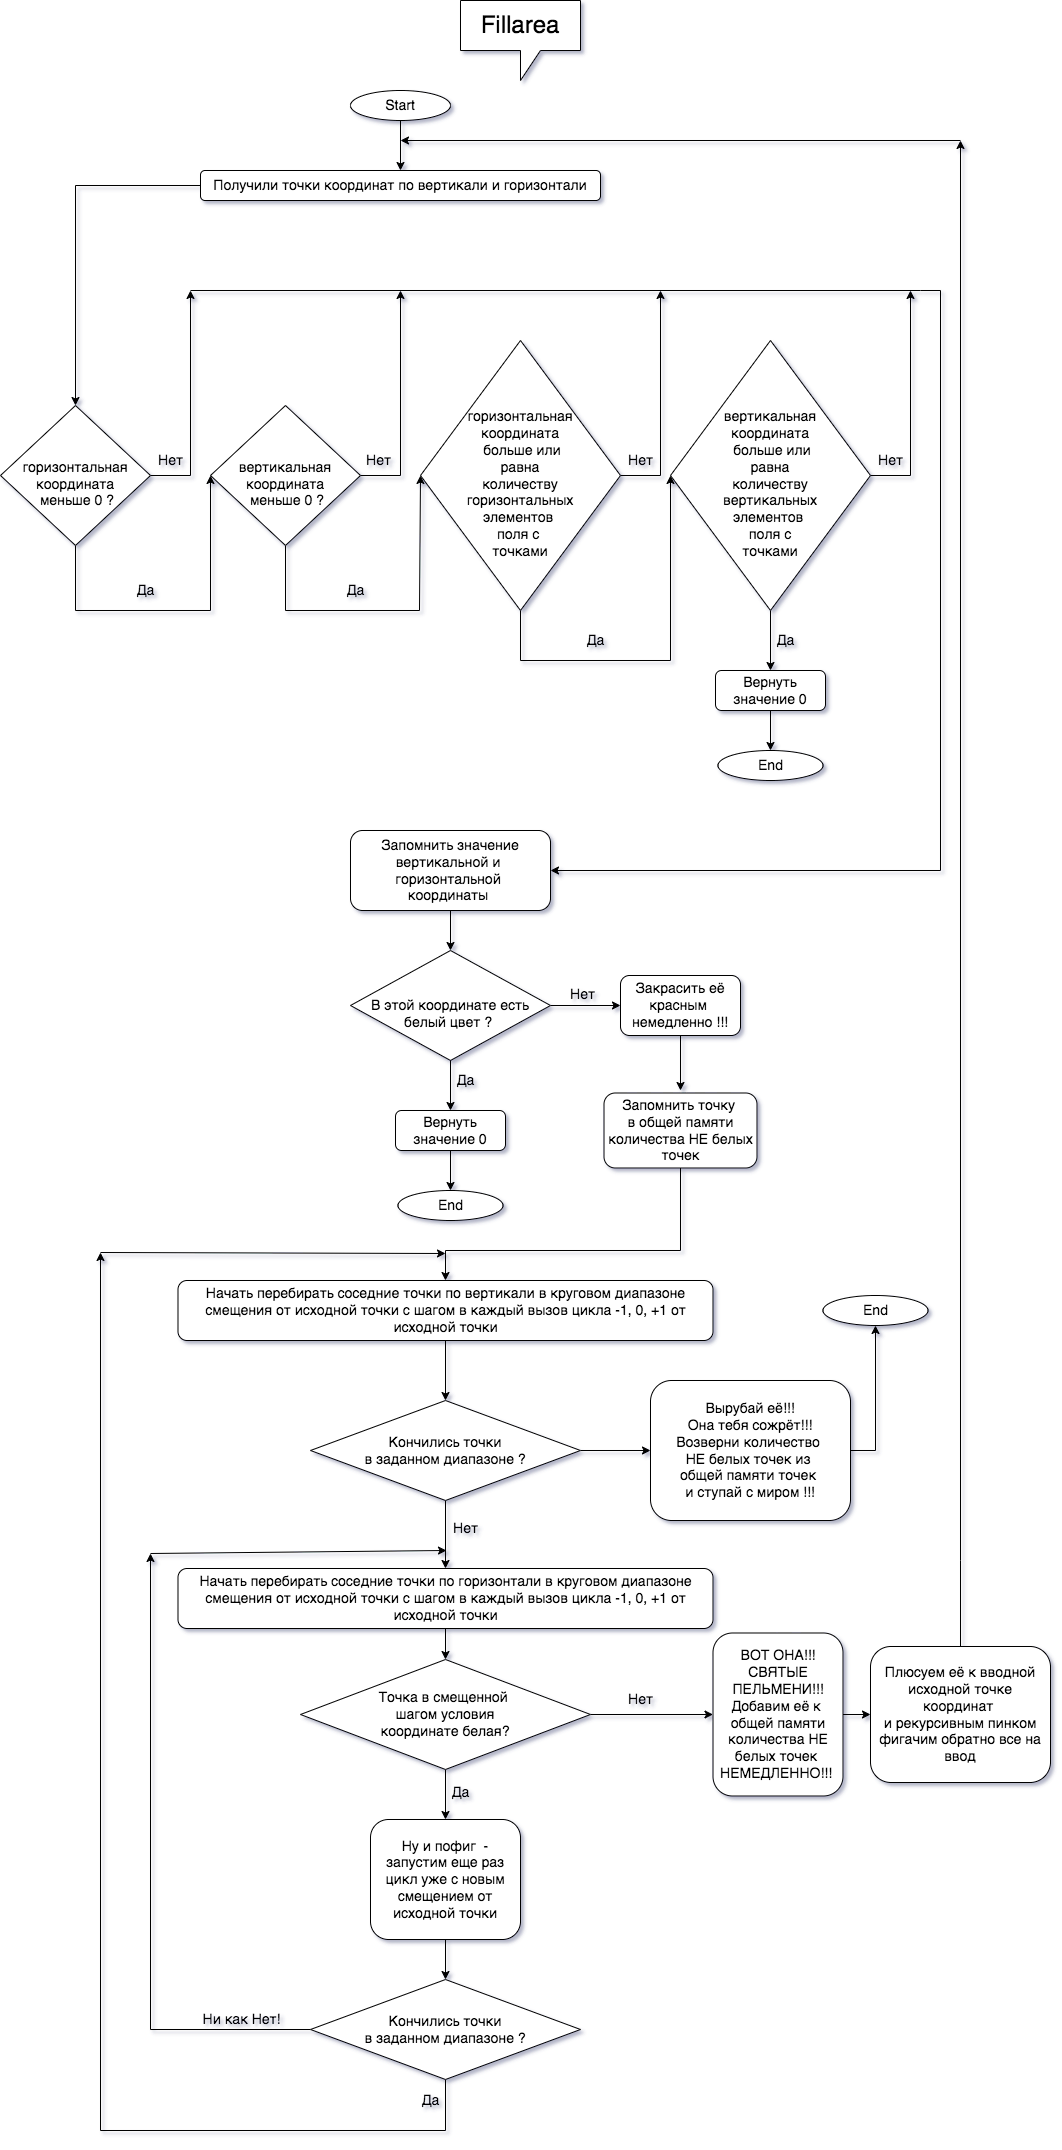 Fillarea
Start
Получили точки координат по вертикали и горизонтали
горизонтальная
координата
меньше 0 ?
Нет
Да
вертикальная
координата
меньше 0 ?
Нет
Да
горизонтальная
координата
больше или
равна
количеству
горизонтальных
элементов
поля с
точками
Нет
Да
вертикальная
координата
больше или
равна
количеству
вертикальных
элементов
поля с
точками
Нет
Да
Вернуть
значение 0
End
Запомнить значение
вертикальной и
горизонтальной
координаты
В этой координате есть
белый цвет ?
Нет
Закрасить её
красным
немедленно !!!
Да
Вернуть
значение 0
End
Запомнить точку
в общей памяти
количества НЕ белых
точек
Начать перебирать соседние точки по вертикали в круговом диапазоне
смещения от исходной точки с шагом в каждый вызов цикла -1, 0, +1 от
исходной точки
End
Кончились точки
в заданном диапазоне ?
Вырубай её!!!
Она тебя сожрёт!!!
Возверни количество
НЕ белых точек из
общей памяти точек
и ступай с миром !!!
Нет
Начать перебирать соседние точки по горизонтали в круговом диапазоне
смещения от исходной точки с шагом в каждый вызов цикла -1, 0, +1 от
исходной точки
Точка в смещенной
шагом условия
координате белая?
Нет
ВОТ ОНА!!!
СВЯТЫЕ
ПЕЛЬМЕНИ!!!
Добавим её к
общей памяти
количества НЕ
белых точек
НЕМЕДЛЕННО!!!
Плюсуем её к вводной
исходной точке
координат
и рекурсивным пинком
фигачим обратно все на
ввод
Да
Ну и пофиг -
запустим еще раз
цикл уже с новым
смещением от
исходной точки
Кончились точки
в заданном диапазоне ?
Ни как Нет!
Да